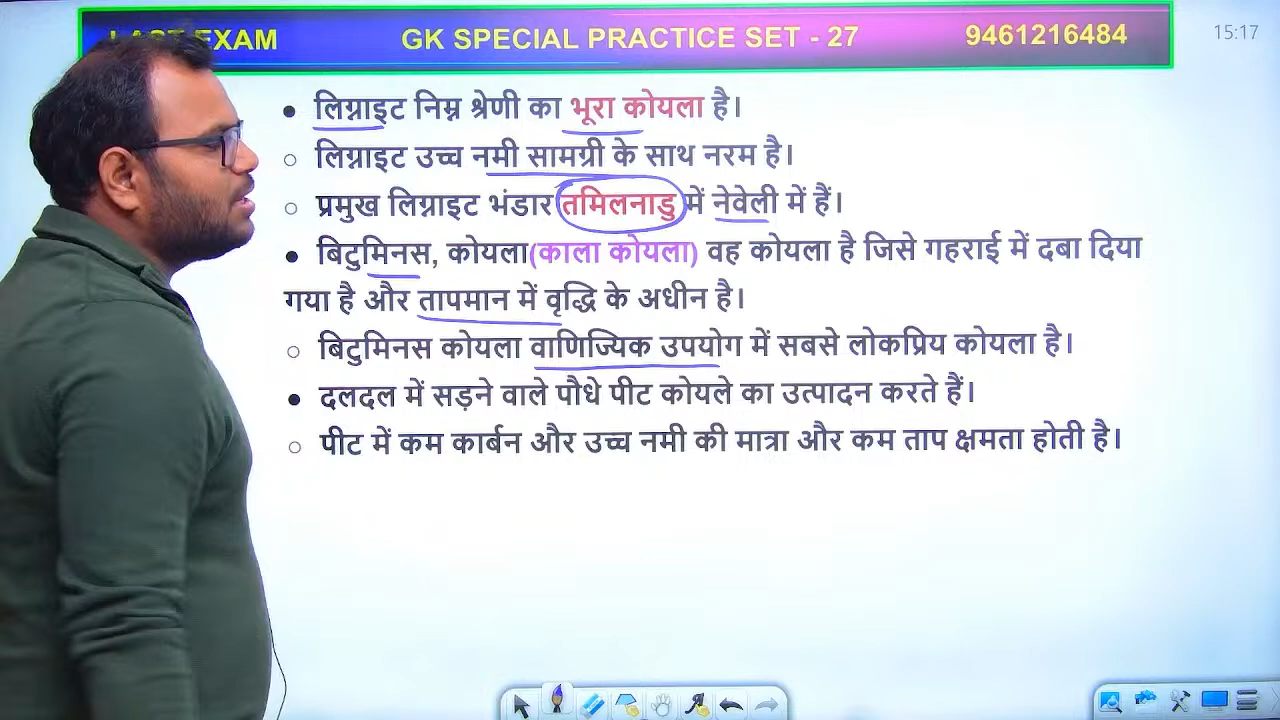 LAST EXAM GK SPECIAL PRACTICE SET - 27 9461216484 15:17
• लिग्नाइट निम्न श्रेणी का भूरा कोयला है।
○ लिग्नाइट उच्च नमी सामग्री के साथ नरम है।
○ प्रमुख लिग्नाइट भंडार तमिलनाडु में नेवेली में हैं।
• बिटुमिनस, कोयला(काला कोयला) वह कोयला है जिसे गहराई में दबा दिया
गया है और तापमान में वृद्धि के अधीन है।
○ बिटुमिनस कोयला वाणिज्यिक उपयोग में सबसे लोकप्रिय कोयला है।
• दलदल में सड़ने वाले पौधे पीट कोयले का उत्पादन करते हैं।
○ पीट में कम कार्बन और उच्च नमी की मात्रा और कम ताप क्षमता होती है।